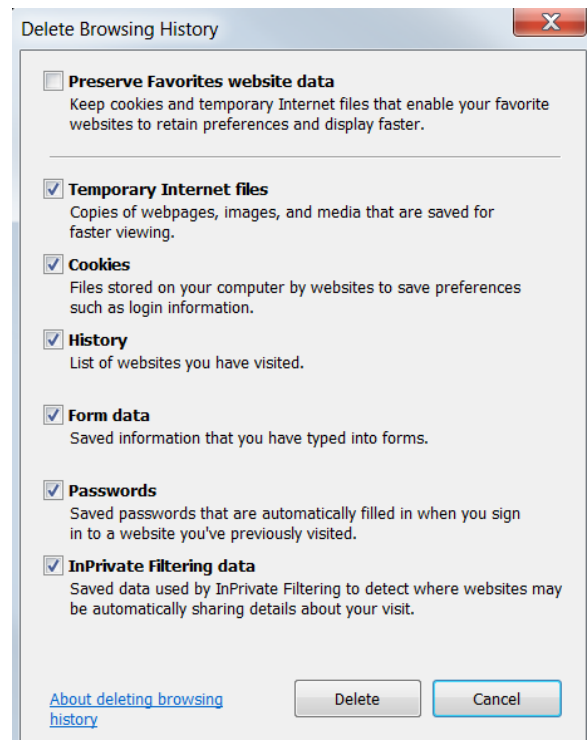 Delete Browsing History
Preserve Favorites website data
Keep cookies and temporary Internet files that enable your favorite
websites to retain preferences and display faster.
Temporary Internet files
Copies of webpages, images, and media that are saved for
faster viewing.
Cookies
Files stored on your computer by websites to save preferences
such as login information.
History
List of websites you have visited.
Form data
Saved information that you have typed into forms.
Passwords
Saved passwords that are automatically filled in when you sign
in to a website you've previously visited.
InPrivate Filtering data
Saved data used by InPrivate Filtering to detect where websites may
be automatically sharing details about your visit.
About deleting browsing
history
Delete
Cancel